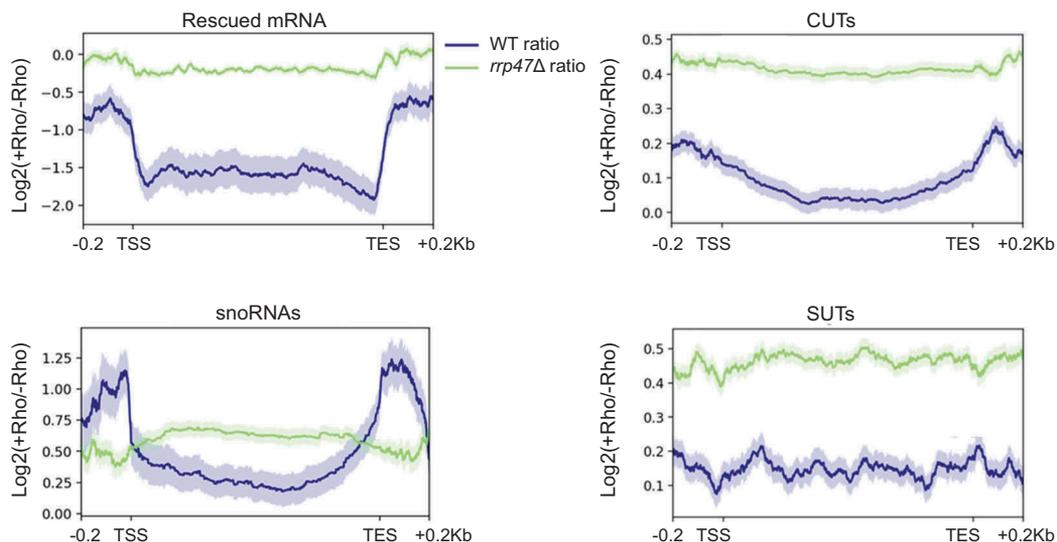 Rescued mRNA
Log2(+Rho/-Rho)
0.0
−0.5
−1.0
−1.5
−2.0
-0.2 TSS TES +0.2Kb
WT ratio
rrp47Δ ratio
CUTs
Log2(+Rho/-Rho)
0.5
0.4
0.3
0.2
0.1
0.0
-0.2 TSS TES +0.2Kb
snoRNAs
Log2(+Rho/-Rho)
1.25
1.00
0.75
0.50
0.25
0.00
-0.2 TSS TES +0.2Kb
SUTs
Log2(+Rho/-Rho)
0.5
0.4
0.3
0.2
0.1
-0.2 TSS TES +0.2Kb